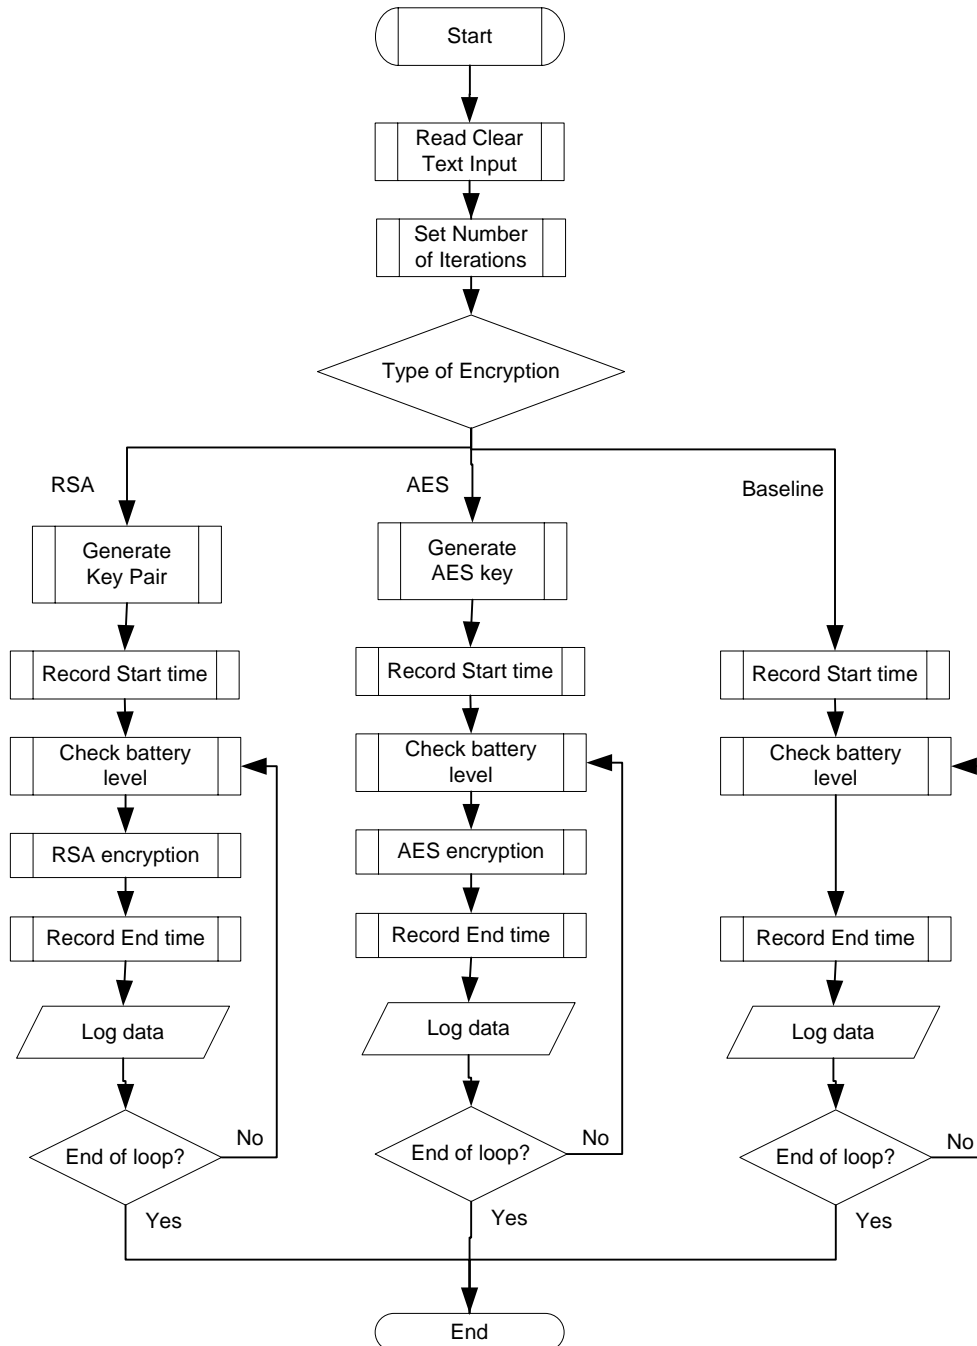 Start
Read Clear
Text Input
Set Number
of Iterations
Type of Encryption
RSA
AES
Baseline
Generate
Key Pair
Generate
AES key
Record Start time
Record Start time
Record Start time
Check battery
level
Check battery
level
Check battery
level
RSA encryption
AES encryption
Record End time
Record End time
Record End time
Log data
Log data
Log data
End of loop?
No
End of loop?
No
End of loop?
No
Yes
Yes
Yes
End